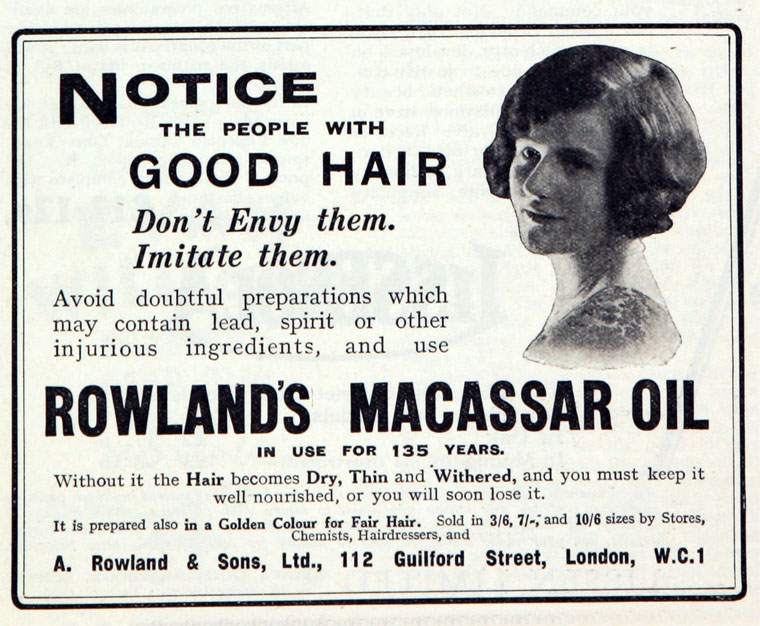 NOTICE
THE PEOPLE WITH
GOOD HAIR
Don't Envy them.
Imitate them.
Avoid doubtful preparations which
may contain lead, spirit or other
injurious ingredients, and use
ROWLAND'S MACASSAR OIL
IN USE FOR 135 YEARS.
Without it the Hair becomes Dry, Thin and Withered, and you must keep it
well nourished, or you will soon lose it.
It is prepared also in a Golden Colour for Fair Hair. Sold in 3/6, 7/-, and 10/6 sizes by Stores,
Chemists, Hairdressers, and
A. Rowland & Sons, Ltd., 112 Guilford Street, London, W.C.1